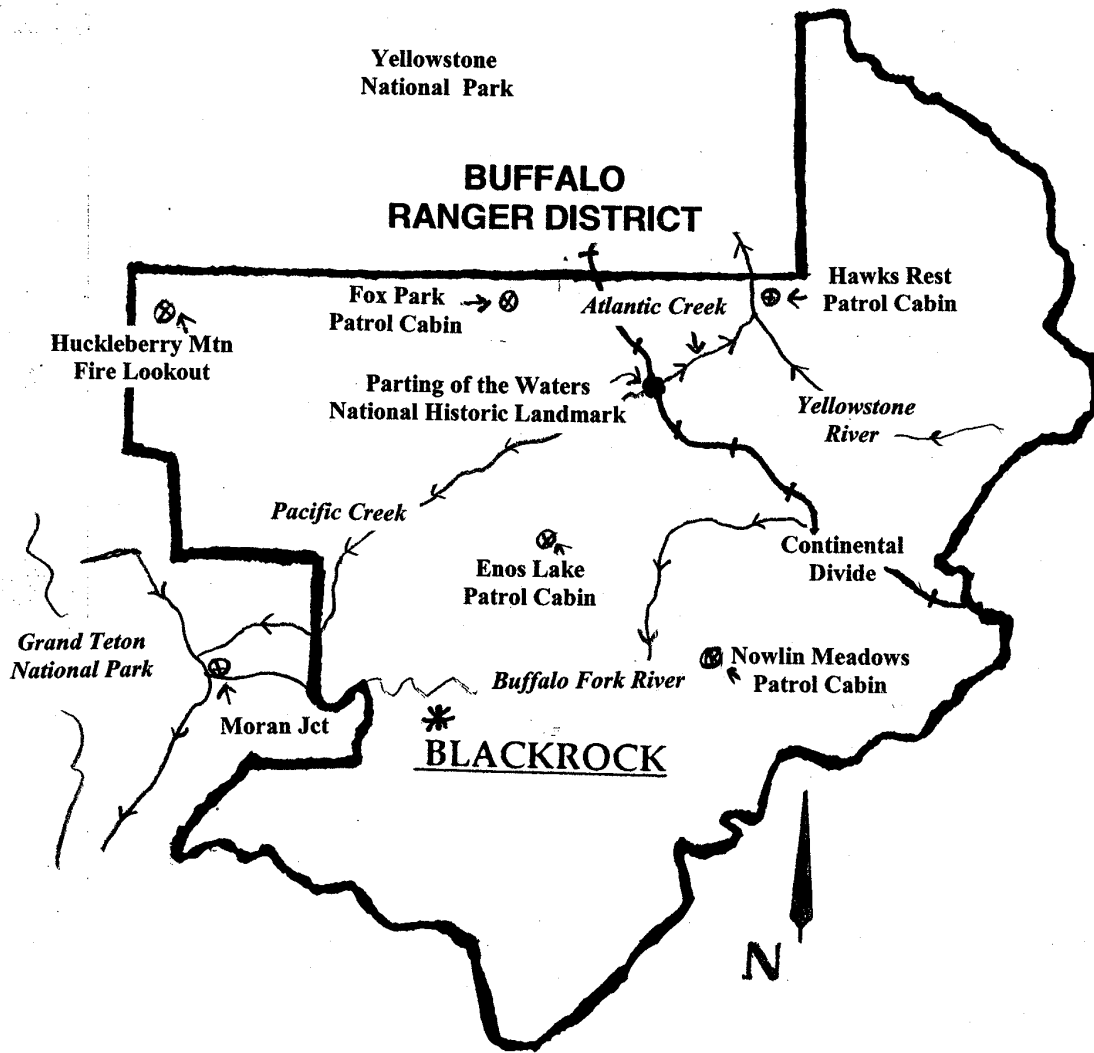 Yellowstone
National Park
BUFFALO
RANGER DISTRICT
Hawks Rest
Patrol Cabin
Fox Park
Patrol Cabin
Atlantic Creek
Huckleberry Mtn
Fire Lookout
Parting of the Waters
National Historic Landmark
Yellowstone
River
Pacific Creek
Continental
Divide
Enos Lake
Patrol Cabin
Grand Teton
National Park
Buffalo Fork River
Nowlin Meadows
Patrol Cabin
Moran Jct
BLACKROCK
N